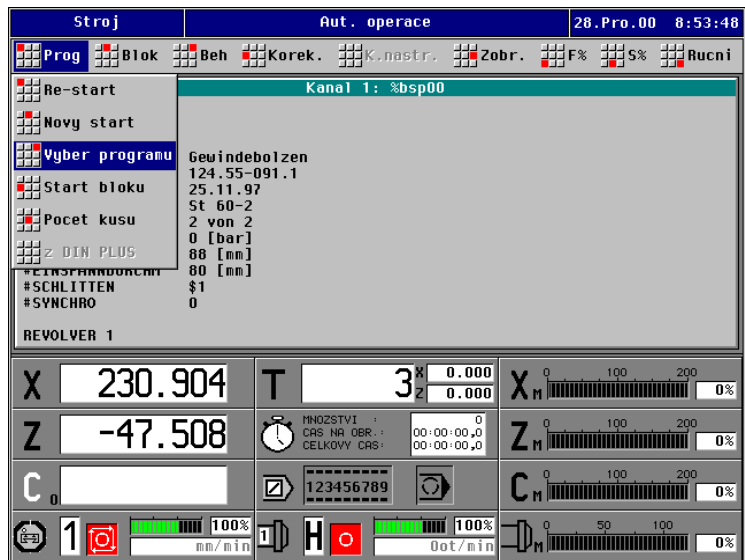 Stroj Aut. operace 28.Pro.00 8:53:48
Prog Blok Beh Korek. K.nastr. Zobr. F% S% Rucni
Re-start
Kanal 1: %bsp00
Novy start
Vyber programu
Gewindebolzen
124.55-091.1
Start bloku
25.11.97
St 60-2
Pocet kusu
2 von 2
0 [bar]
z DIN PLUS
88 [mm]
#EINSPANNDURCHM 80 [mm]
#SCHLITTEN $1
#SYNCHRO 0
REVOLVER 1
X 230.904 T 3 X 0.000 Z 0.000 X M 0 100 200 0%
Z -47.508 MNOZSTVI : 0
CAS NA OBR.: 00:00:00,0
CELKOVY CAS: 00:00:00,0
Z M 0 100 200 0%
C 0 123456789 C M 0 100 200 0%
1 100% mm/min 1 H 100% Oot/min M 0 50 100 0%